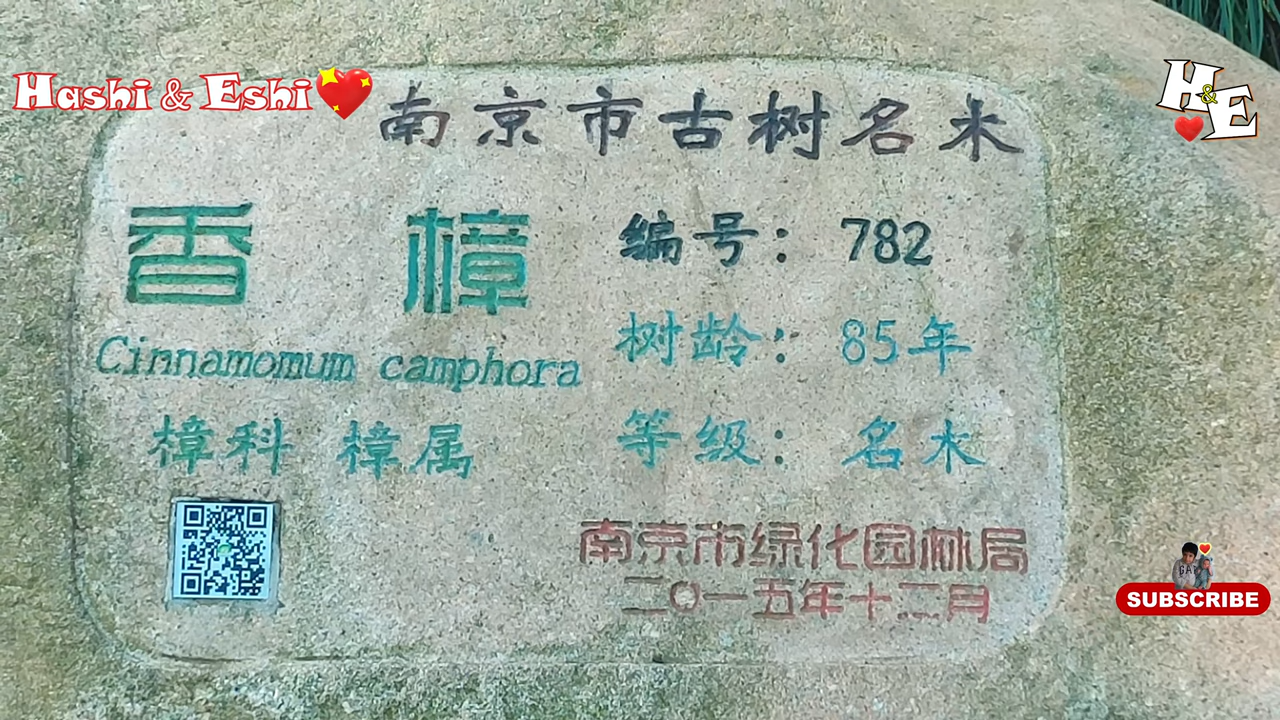 Hashi & Eshi
H&E
南京市古树名木
香樟
Cinnamomum camphora
樟科 樟属
编号：782
树龄：85年
等级：名木
南京市绿化园林局
二〇一五年十二月
SUBSCRIBE